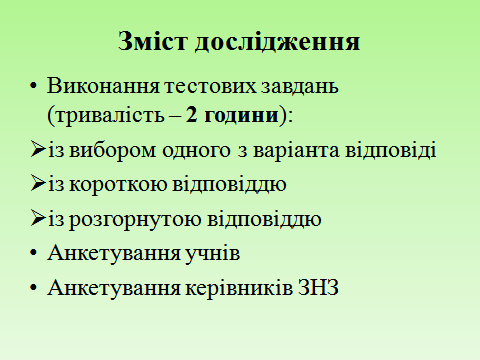 Зміст дослідження
• Виконання тестових завдань
(тривалість – 2 години):
➢із вибором одного з варіанта відповіді
➢із короткою відповіддю
➢із розгорнутою відповіддю
• Анкетування учнів
• Анкетування керівників ЗНЗ